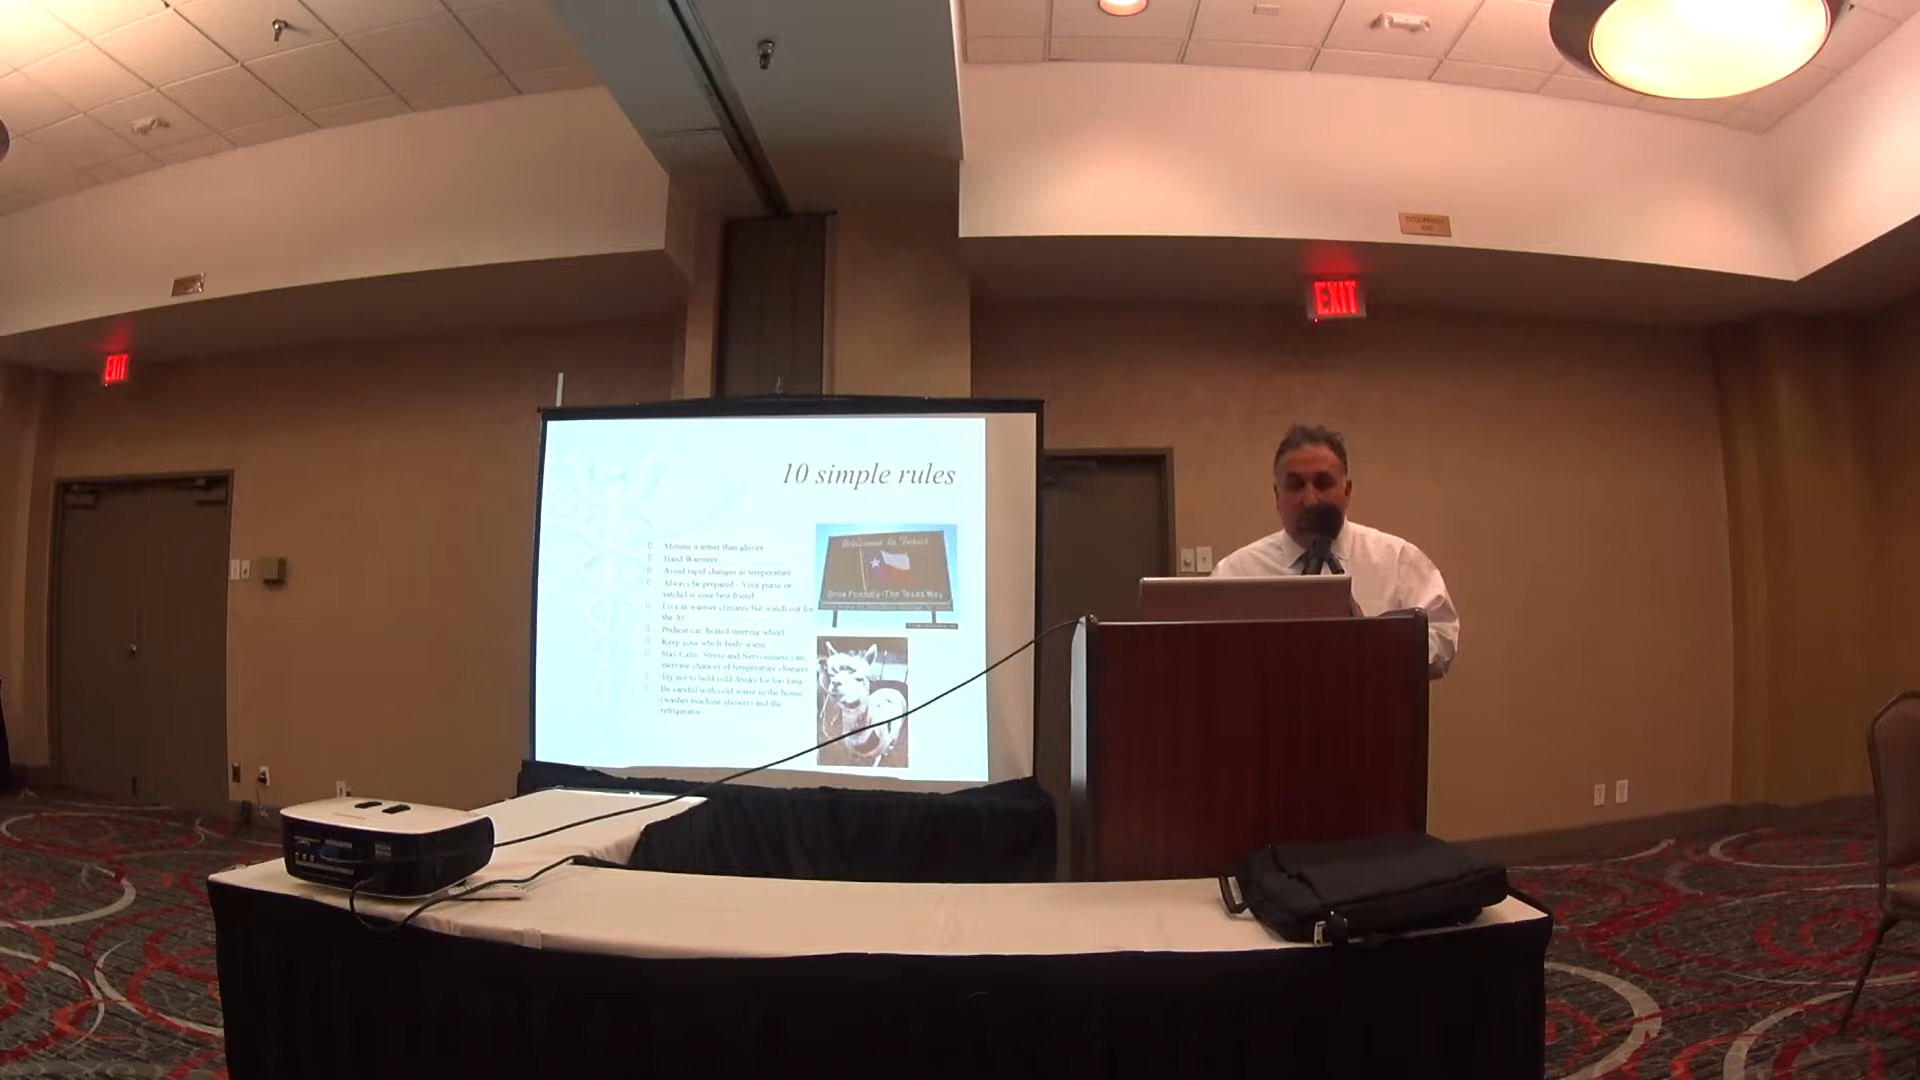 OCCUPANCY
EXIT
EXIT
10 simple rules
Mittens warmer than gloves
Hand Warmers
Avoid rapid changes in temperature
Always be prepared - Your purse or
satchel is your best friend
Live in warmer climates but watch out for
the AC
Preheat car heated steering wheel
Keep your whole body warm
Stay Calm: Stress and Nervousness can
increase chances of temperature changes
Try not to hold cold drinks for too long
Be careful with cold water in the house
(washer machine/shower) and the
refrigerator
Welcome to Texas
Drive Friendly - The Texas Way